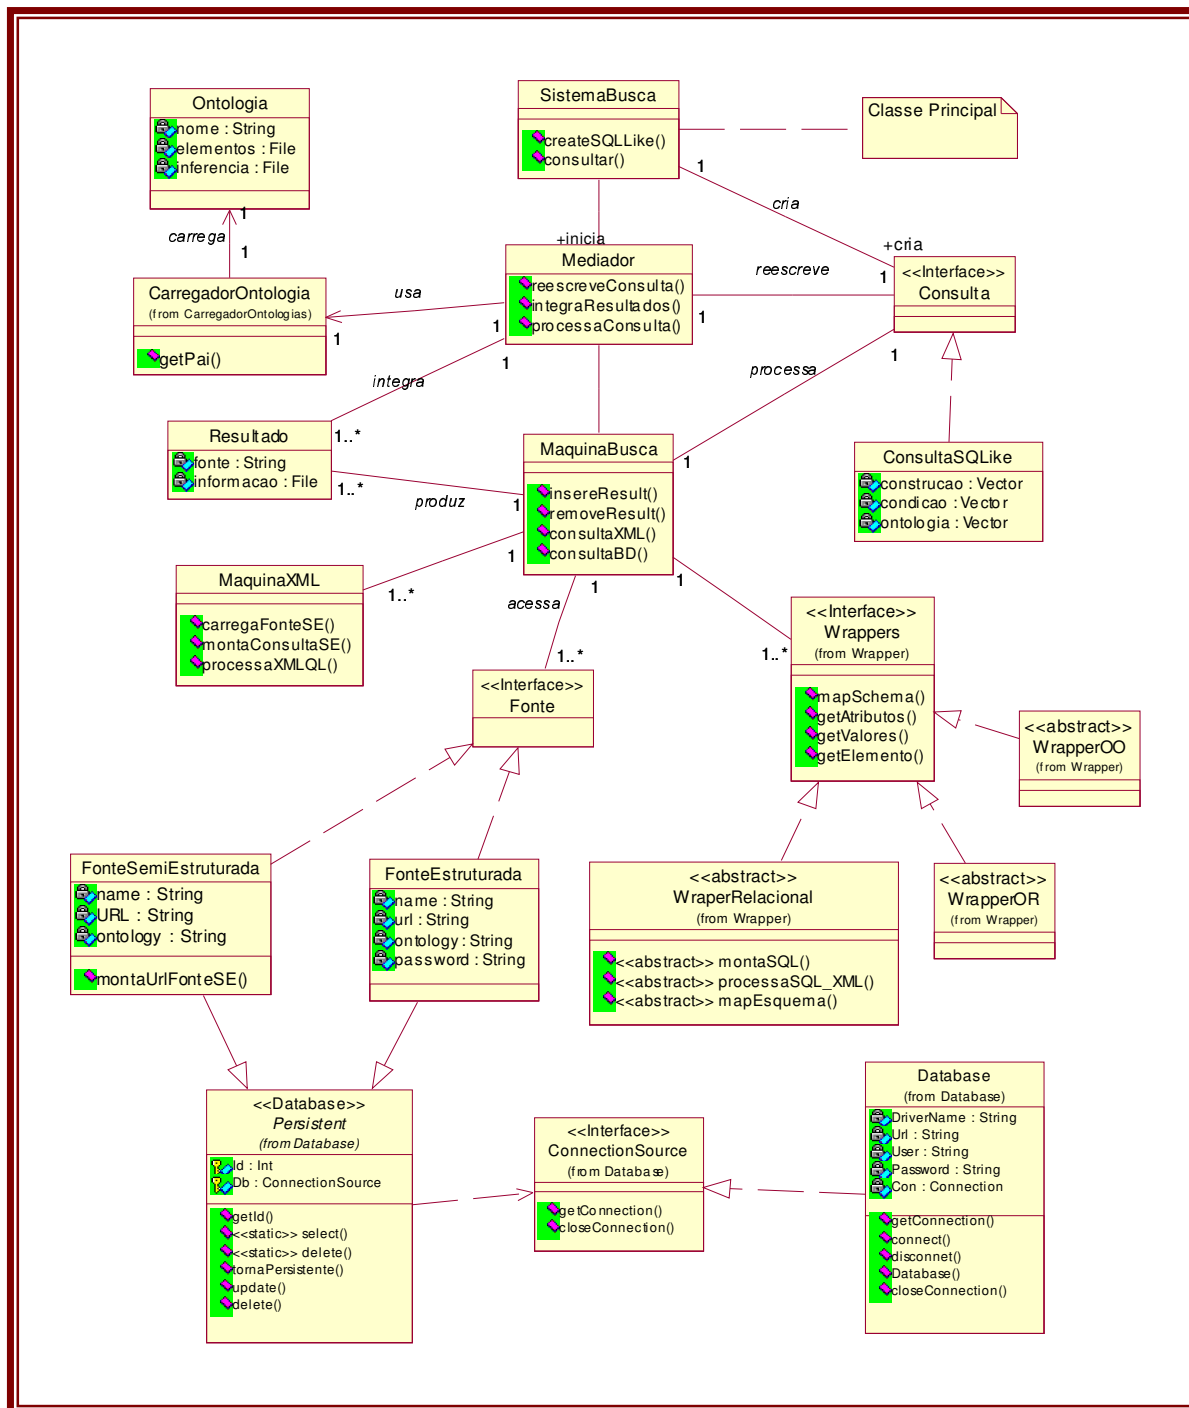 Ontologia
nome : String
elementos : File
inferencia : File
SistemaBusca
createSQLLike()
consultar()
Classe Principal
1
cria
1
carrega
1
+inicia
+cria
1
<<Interface>>
Consulta
Mediador
reescreveConsulta()
integraResultados()
processaConsulta()
reescreve
1
1
CarregadorOntologia
(from CarregadorOntologias)
getPai()
usa
1
1
1
integra
1..*
processa
1
1
Resultado
fonte : String
informacao : File
1..*
produz
1
MaquinaBusca
insereResult()
removeResult()
consultaXML()
consultaBD()
ConsultaSQLike
construcao : Vector
condicao : Vector
ontologia : Vector
MaquinaXML
carregaFonteSE()
montaConsultaSE()
processaXMLQL()
1
1..*
acessa
1
1..*
1
1..*
<<Interface>>
Wrappers
(from Wrapper)
mapSchema()
getAtributos()
getValores()
getElemento()
<<Interface>>
Fonte
<<abstract>>
WrapperOO
(from Wrapper)
FonteSemiEstruturada
name : String
URL : String
ontology : String
montaUrlFonteSE()
FonteEstruturada
name : String
url : String
ontology : String
password : String
<<abstract>>
WraperRelacional
(from Wrapper)
<<abstract>> montaSQL()
<<abstract>> processaSQL_XML()
<<abstract>> mapEsquema()
<<abstract>>
WrapperOR
(from Wrapper)
<<Database>>
Persistent
(from Database)
Id : Int
Db : ConnectionSource
getId()
<<static>> select()
<<static>> delete()
tornaPersistente()
update()
delete()
<<Interface>>
ConnectionSource
(from Database)
getConnection()
closeConnection()
Database
(from Database)
DriverName : String
Url : String
User : String
Password : String
Con : Connection
getConnection()
connect()
disconnet()
Database()
closeConnection()